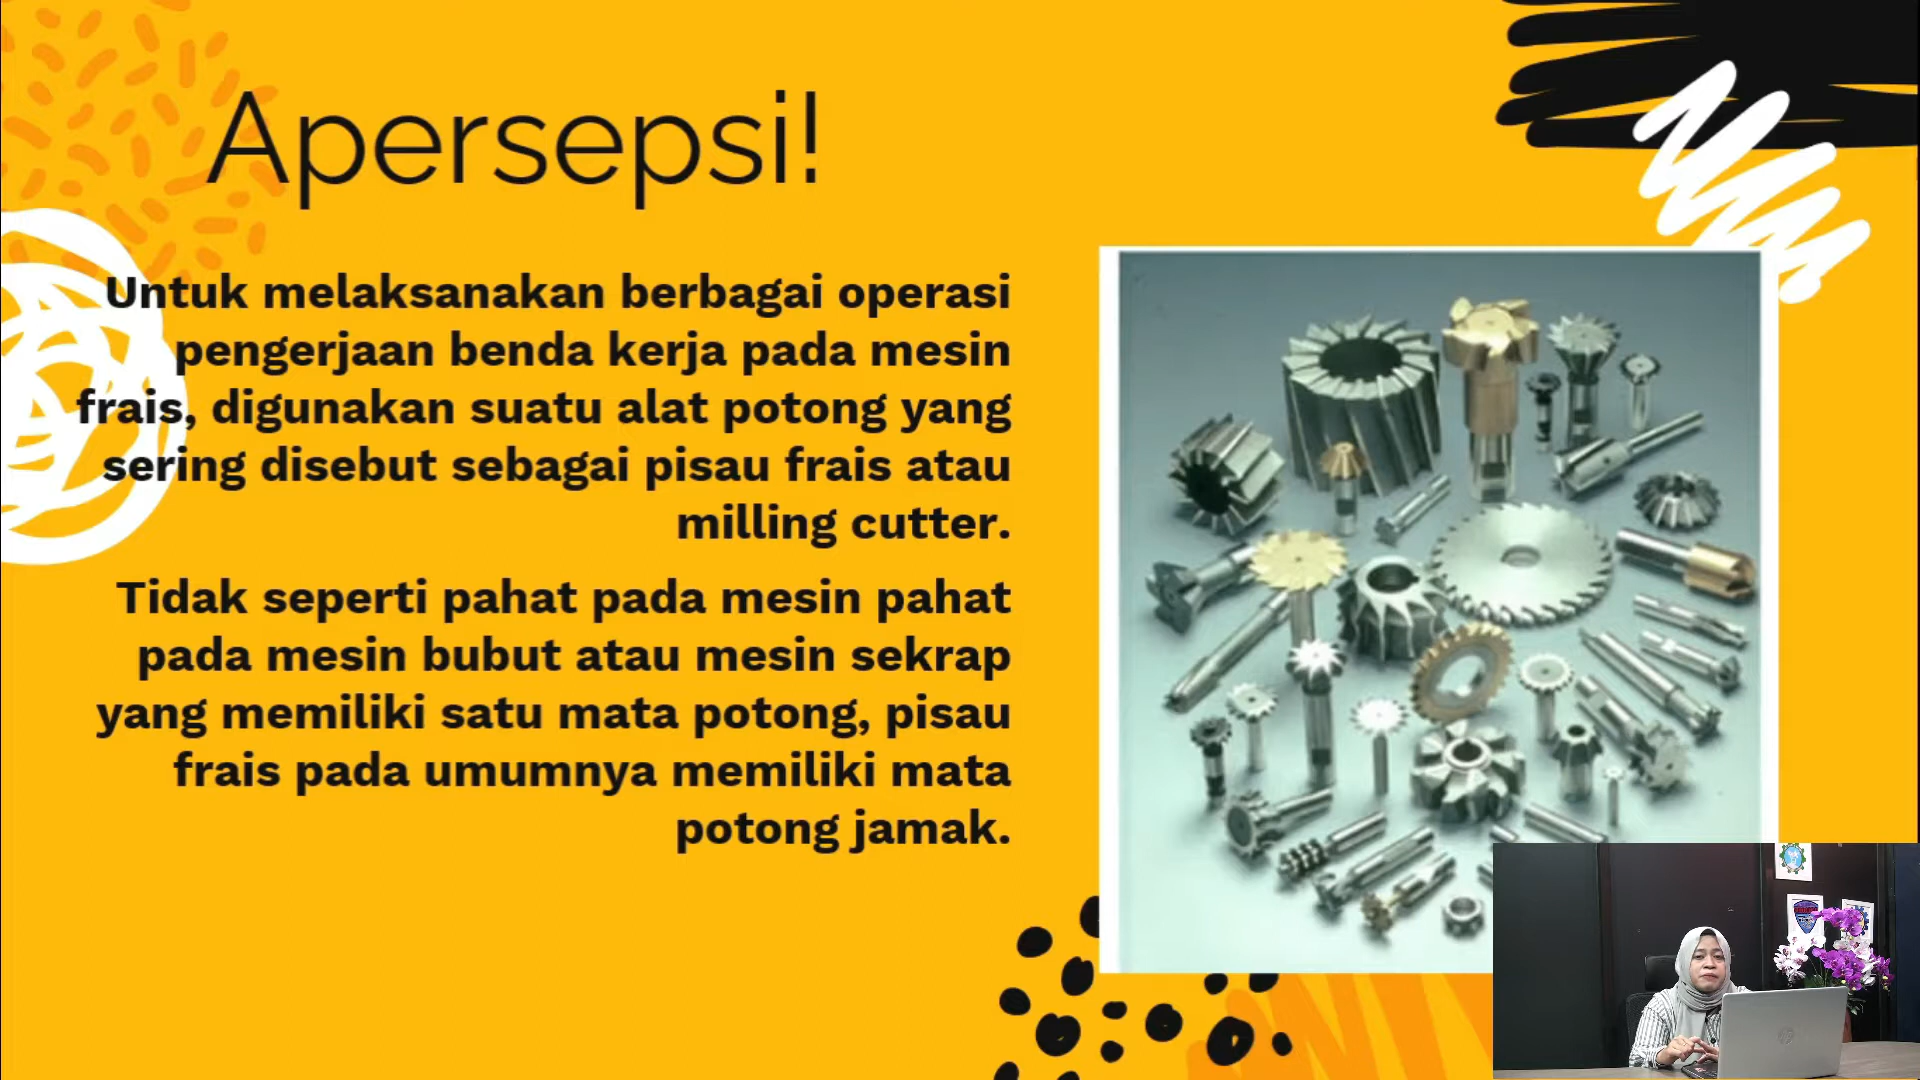 Apersepsi!
Untuk melaksanakan berbagai operasi
pengerjaan benda kerja pada mesin
frais, digunakan suatu alat potong yang
sering disebut sebagai pisau frais atau
milling cutter.
Tidak seperti pahat pada mesin pahat
pada mesin bubut atau mesin sekrap
yang memiliki satu mata potong, pisau
frais pada umumnya memiliki mata
potong jamak.